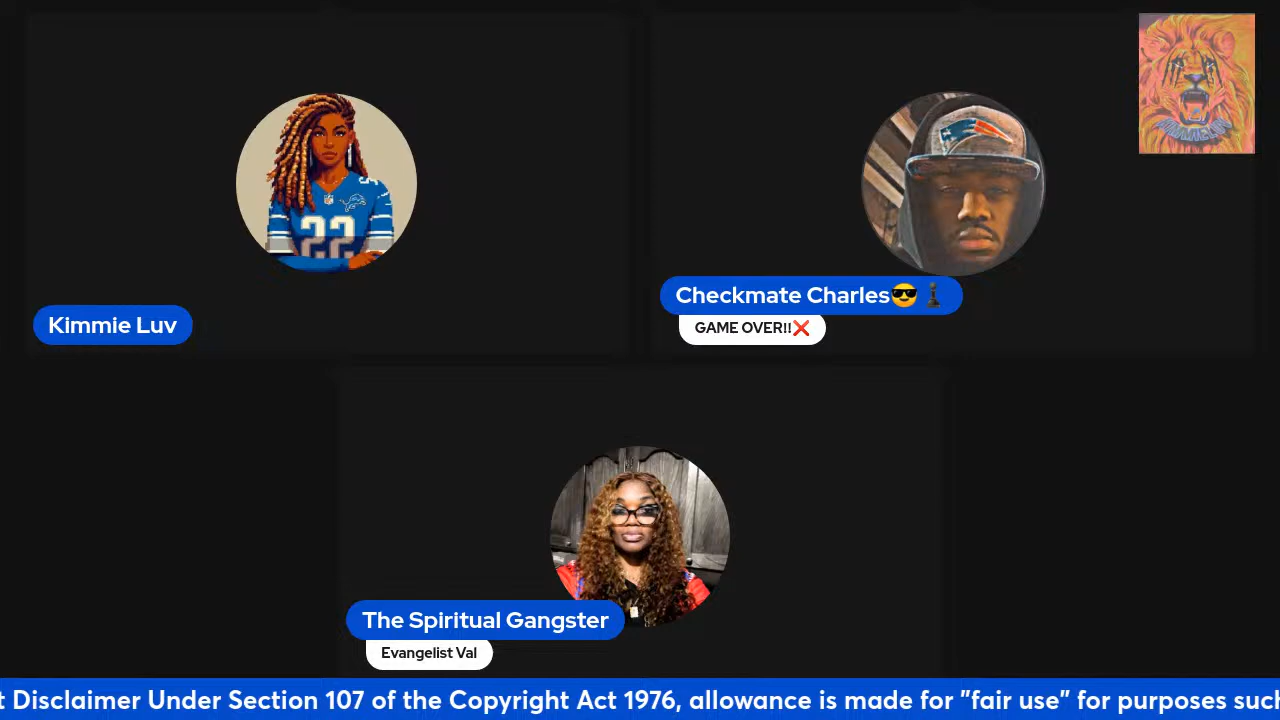 22
Kimmie Luv
Checkmate Charles😎♟️
GAME OVER!!❌
The Spiritual Gangster
Evangelist Val
t Disclaimer Under Section 107 of the Copyright Act 1976, allowance is made for "fair use" for purposes such